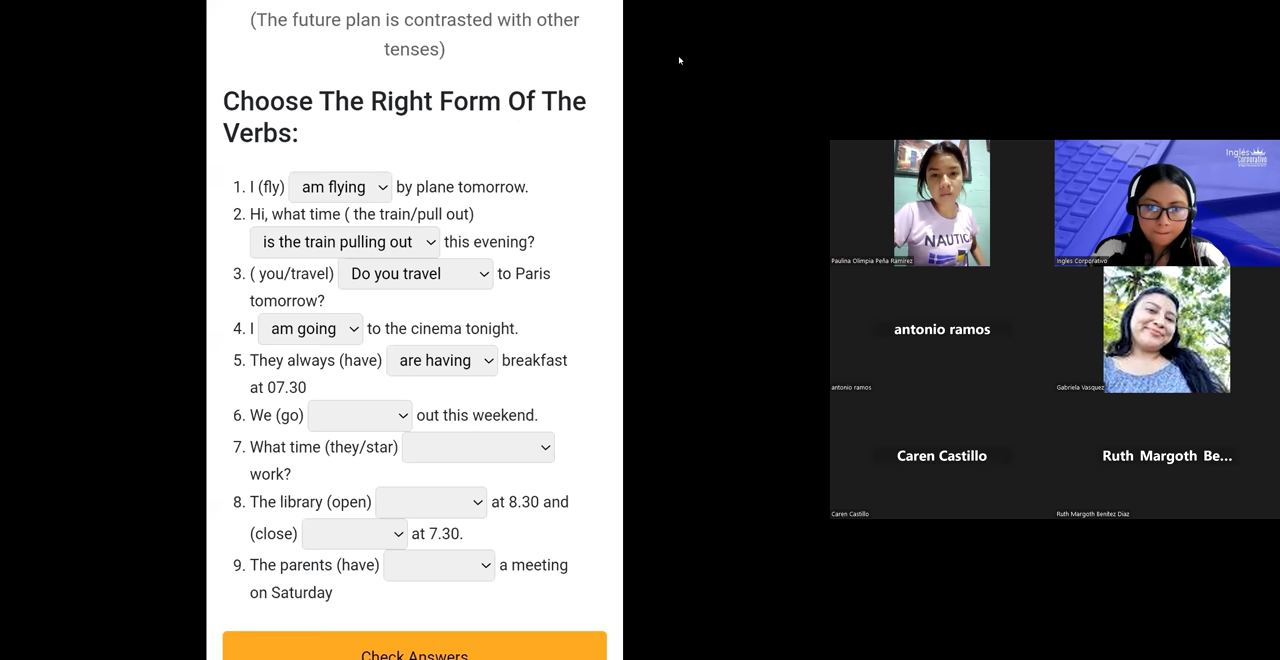 (The future plan is contrasted with other
tenses)
Choose The Right Form Of The
Verbs:
1. I (fly) am flying by plane tomorrow.
2. Hi, what time ( the train/pull out)
is the train pulling out this evening?
3. ( you/travel) Do you travel to Paris
tomorrow?
4. I am going to the cinema tonight.
5. They always (have) are having breakfast
at 07.30
6. We (go) out this weekend.
7. What time (they/star)
work?
8. The library (open) at 8.30 and
(close) at 7.30.
9. The parents (have) a meeting
on Saturday
Check Answers
NAUTICA
Paulina Olimpia Peña Ramirez
Inglés
Corporativo
Ingles Corporativo
antonio ramos
antonio ramos
Gabriela Vasquez
Caren Castillo
Caren Castillo
Ruth Margoth Be...
Ruth Margoth Benitez Diaz